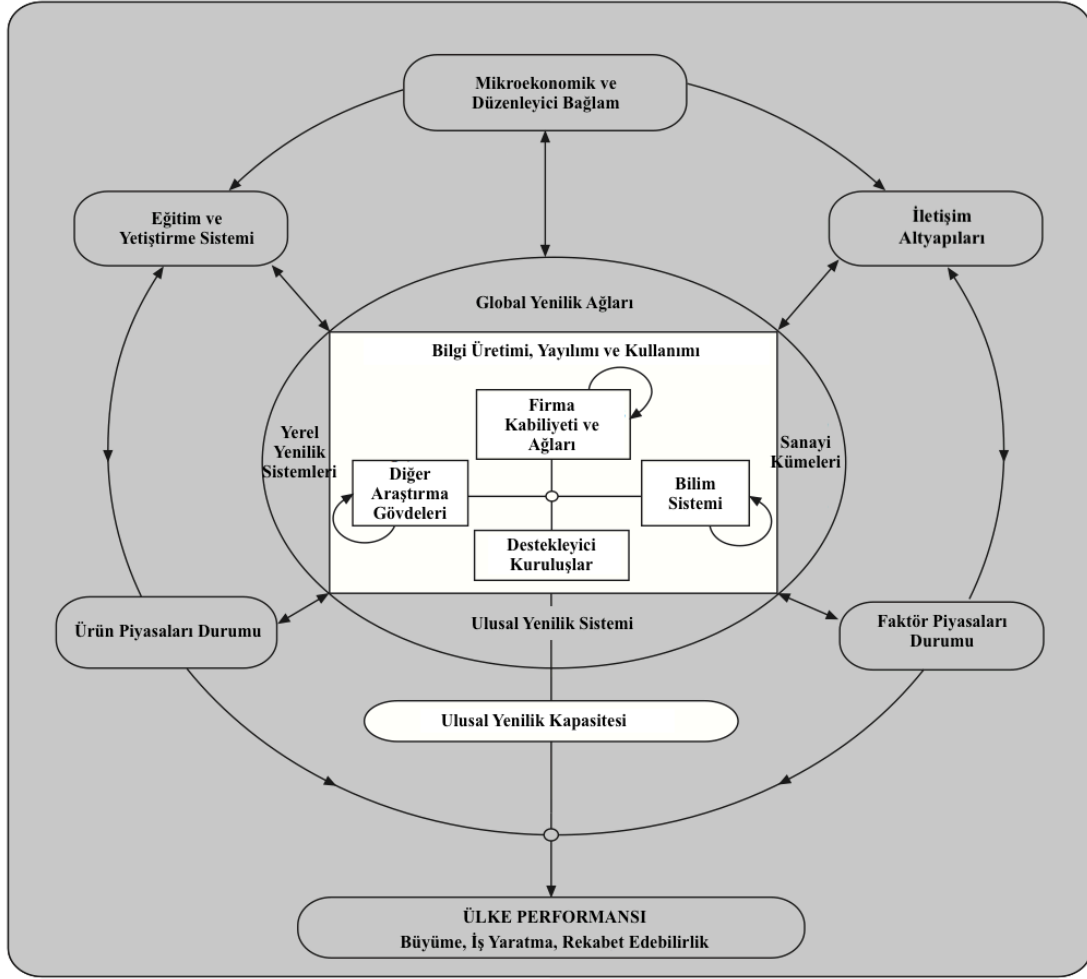 Mikroekonomik ve
Düzenleyici Bağlam
Eğitim ve
Yetiştirme Sistemi
İletişim
Altyapıları
Global Yenilik Ağları
Bilgi Üretimi, Yayılımı ve Kullanımı
Firma
Kabiliyeti ve
Ağları
Yerel
Yenilik
Sistemleri
Sanayi
Kümeleri
Diğer
Araştırma
Gövdeleri
Bilim
Sistemi
Destekleyici
Kuruluşlar
Ürün Piyasaları Durumu
Ulusal Yenilik Sistemi
Faktör Piyasaları
Durumu
Ulusal Yenilik Kapasitesi
ÜLKE PERFORMANSI
Büyüme, İş Yaratma, Rekabet Edebilirlik